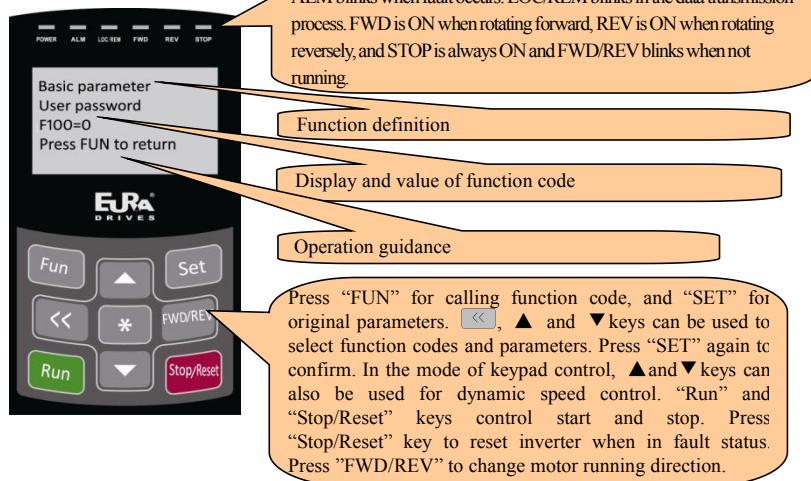 ALM blinks when fault occurs. LOC/REM blinks in the data transmission
process. FWD is ON when rotating forward, REV is ON when rotating
reversely, and STOP is always ON and FWD/REV blinks when not
running.
POWER ALM LOC/REM FWD REV STOP
Basic parameter
User password
F100=0
Press FUN to return
Function definition
Display and value of function code
Operation guidance
EURA
DRIVES
Fun
Set
<<
*
FWD/REV
Run
Stop/Reset
Press “FUN” for calling function code, and “SET” for
original parameters. <<, ▲ and ▼keys can be used to
select function codes and parameters. Press “SET” again to
confirm. In the mode of keypad control, ▲and▼keys can
also be used for dynamic speed control. “Run” and
“Stop/Reset” keys control start and stop. Press
“Stop/Reset” key to reset inverter when in fault status.
Press "FWD/REV” to change motor running direction.